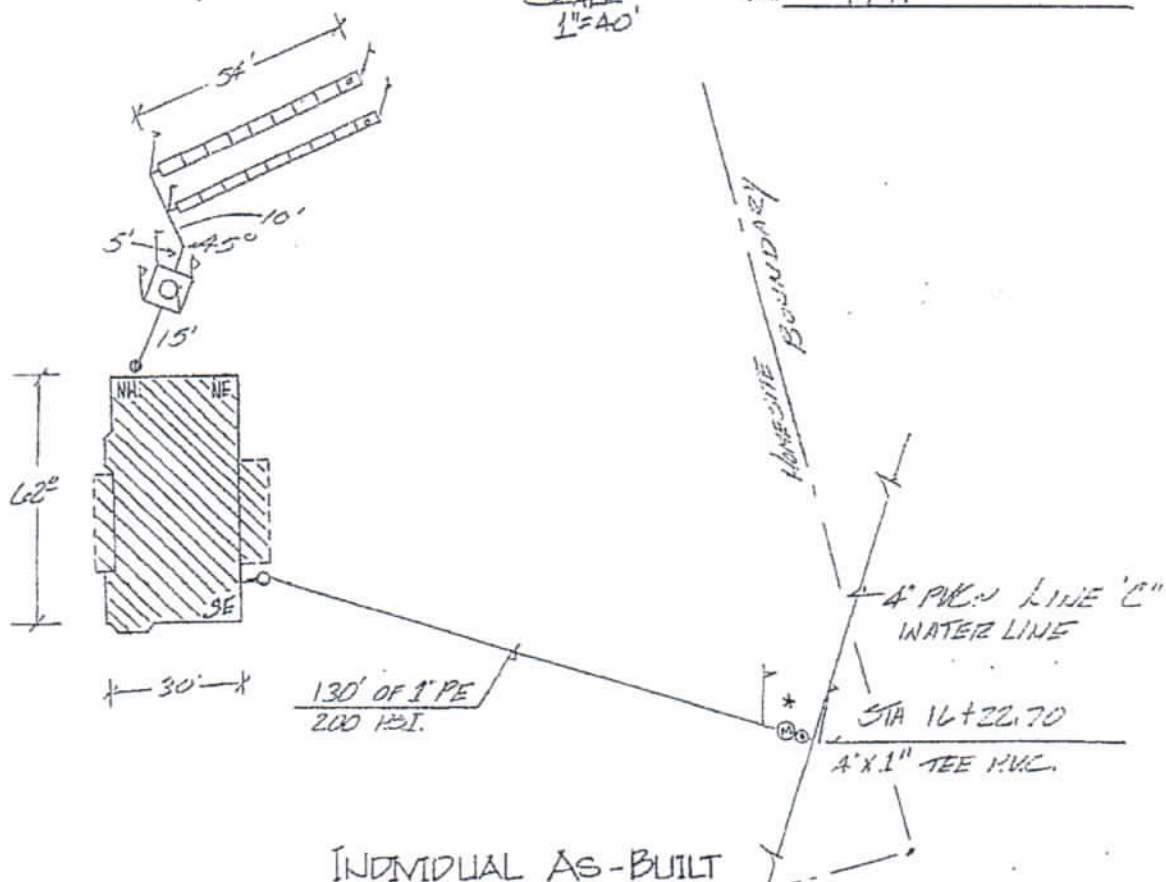 SCALE
1"=40'
54'
10'
5'
45°
15'
NW.
NE.
62°
SE
30'
130' OF 1" PE
200 PSI.
HOMESITE BOUNDARY
4" PVC LINE "C"
WATER LINE
*
M
STA 16+22.70
4"X1" TEE PVC.
INDIVIDUAL AS-BUILT